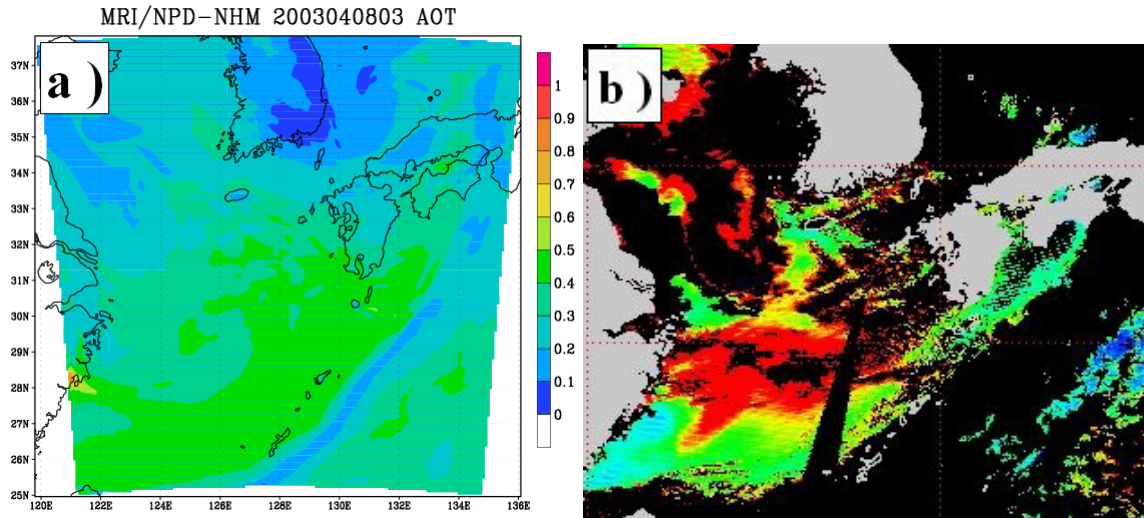 MRI/NPD-NHM 2003040803 AOT
a )
b )
37N
36N
35N
34N
33N
32N
31N
30N
29N
28N
27N
26N
25N
120E 122E 124E 126E 128E 130E 132E 134E 136E
1
0.9
0.8
0.7
0.6
0.5
0.4
0.3
0.2
0.1
0